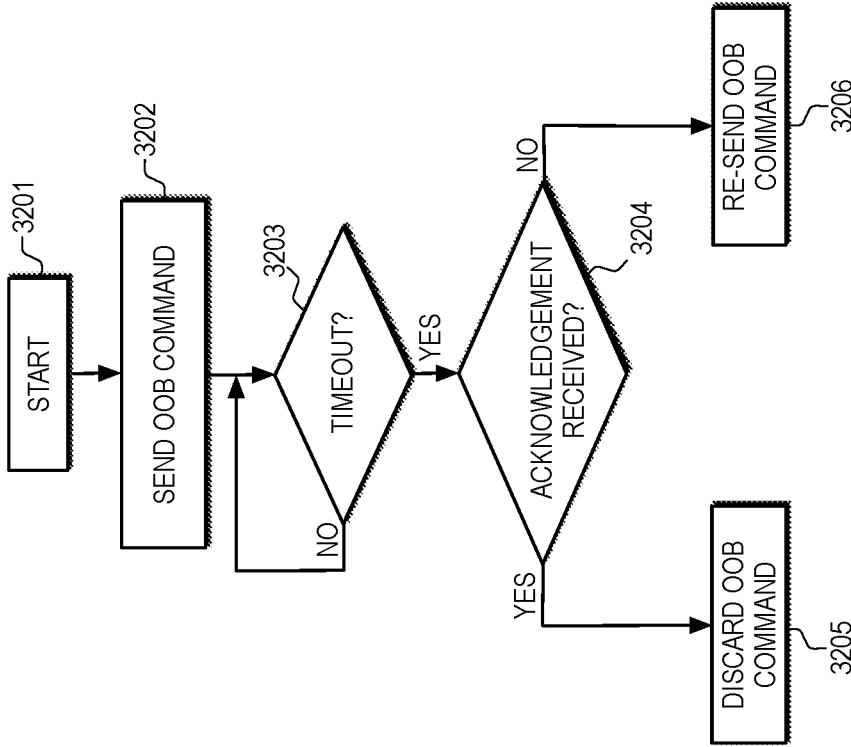 START
3201
SEND OOB COMMAND
3202
TIMEOUT?
3203
NO
YES
ACKNOWLEDGEMENT
RECEIVED?
3204
YES
NO
DISCARD OOB
COMMAND
3205
RE-SEND OOB
COMMAND
3206